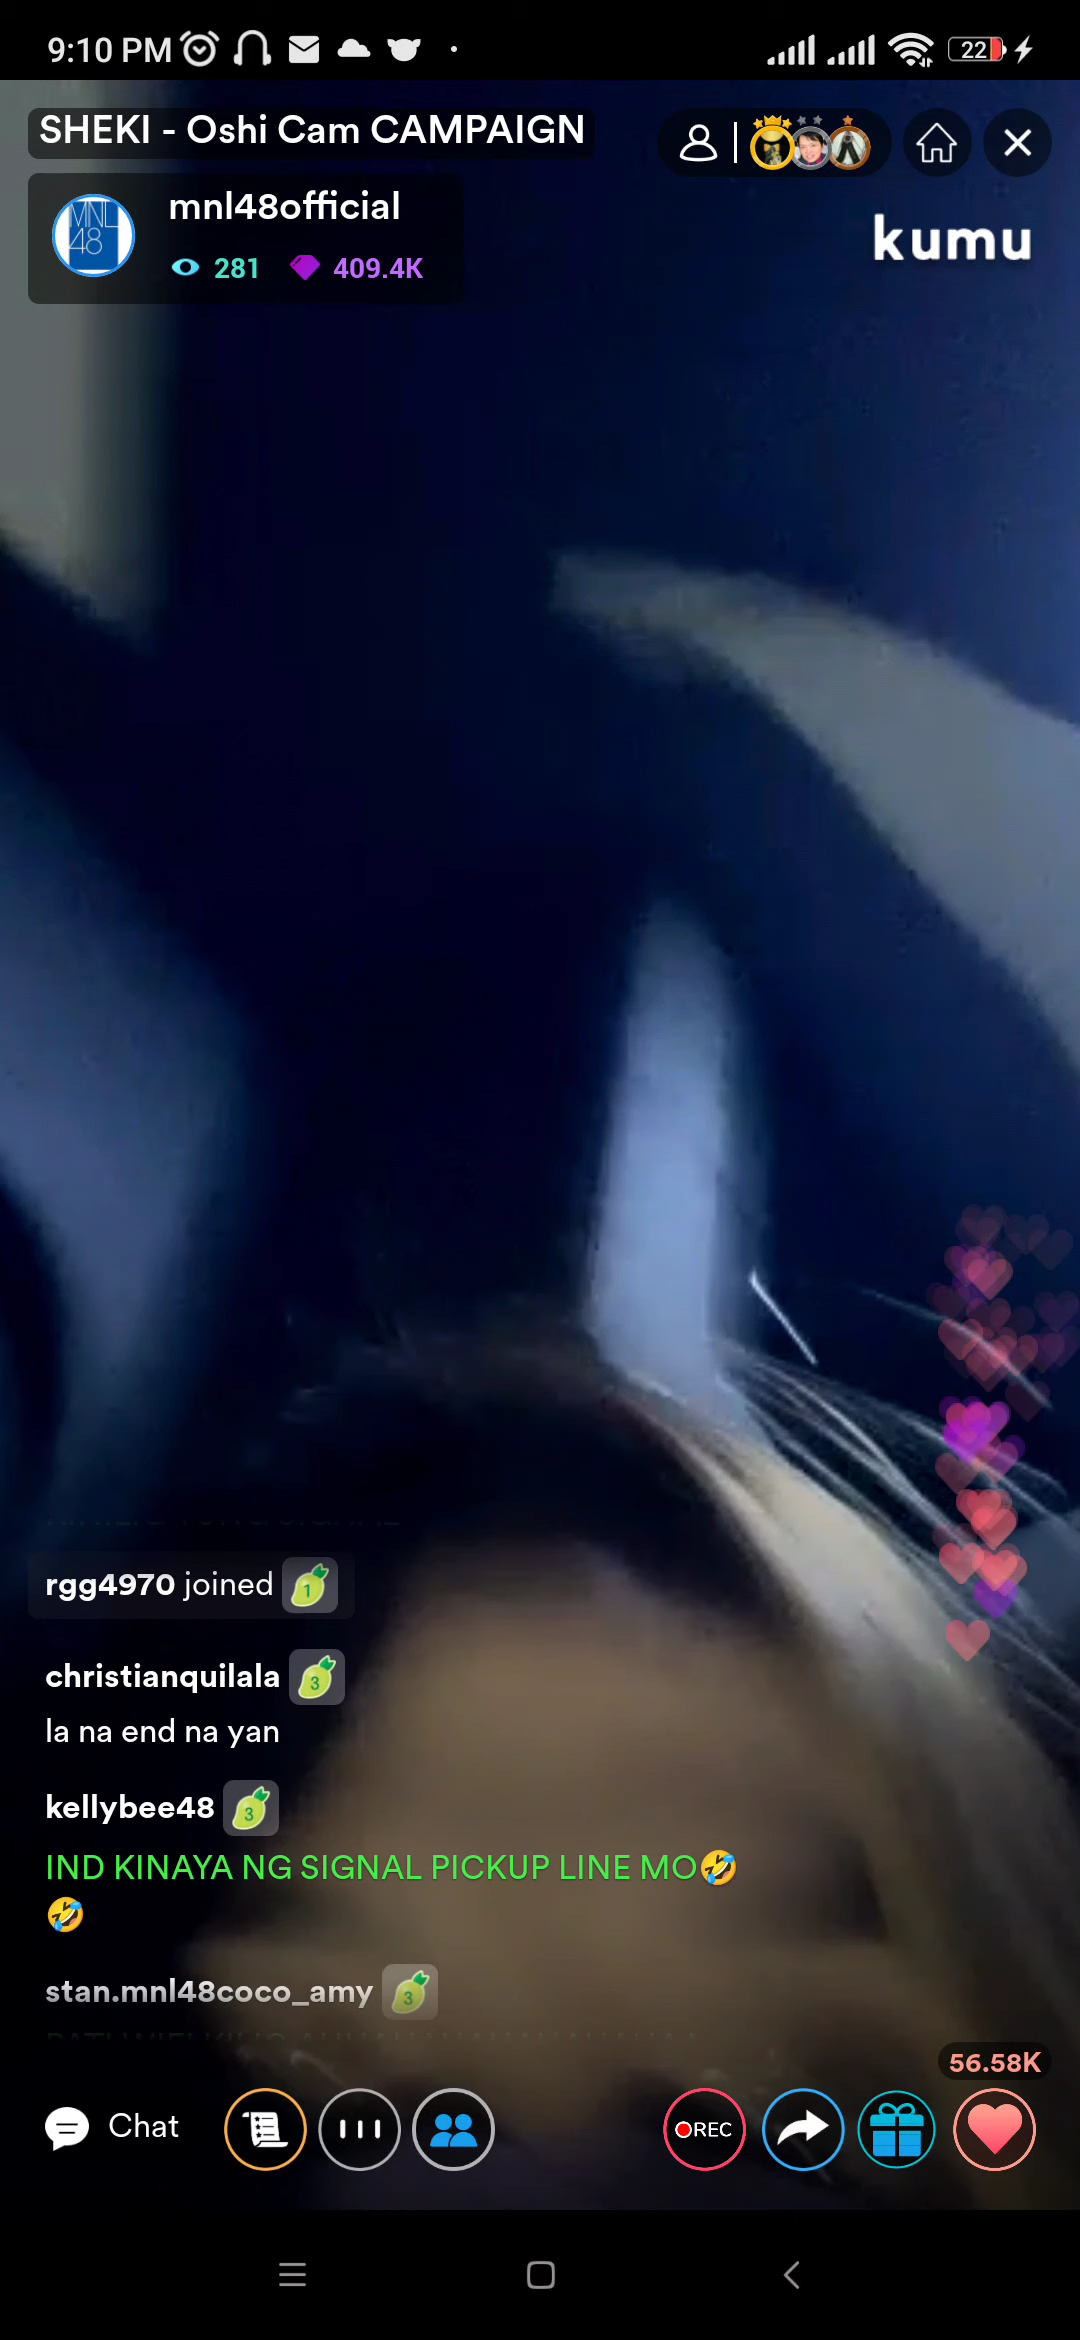 9:10 PM
22
SHEKI - Oshi Cam CAMPAIGN
MNL
48
mnl48official
281 409.4K
kumu
rgg4970 joined 1
christianquilala 3
la na end na yan
kellybee48 3
IND KINAYA NG SIGNAL PICKUP LINE MO🤣
🤣
stan.mnl48coco_amy 3
56.58K
Chat
REC